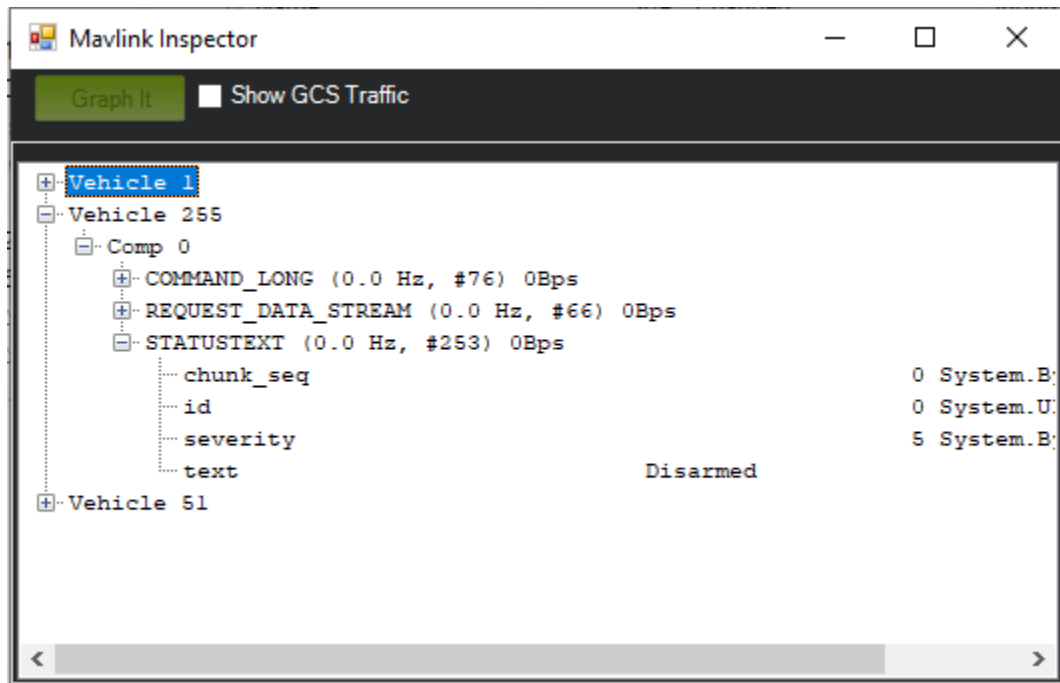 Mavlink Inspector
Graph It Show GCS Traffic
Vehicle 1
Vehicle 255
Comp 0
COMMAND_LONG (0.0 Hz, #76) 0Bps
REQUEST_DATA_STREAM (0.0 Hz, #66) 0Bps
STATUSTEXT (0.0 Hz, #253) 0Bps
chunk_seq 0
id 0
severity 5
text Disarmed
Vehicle 51